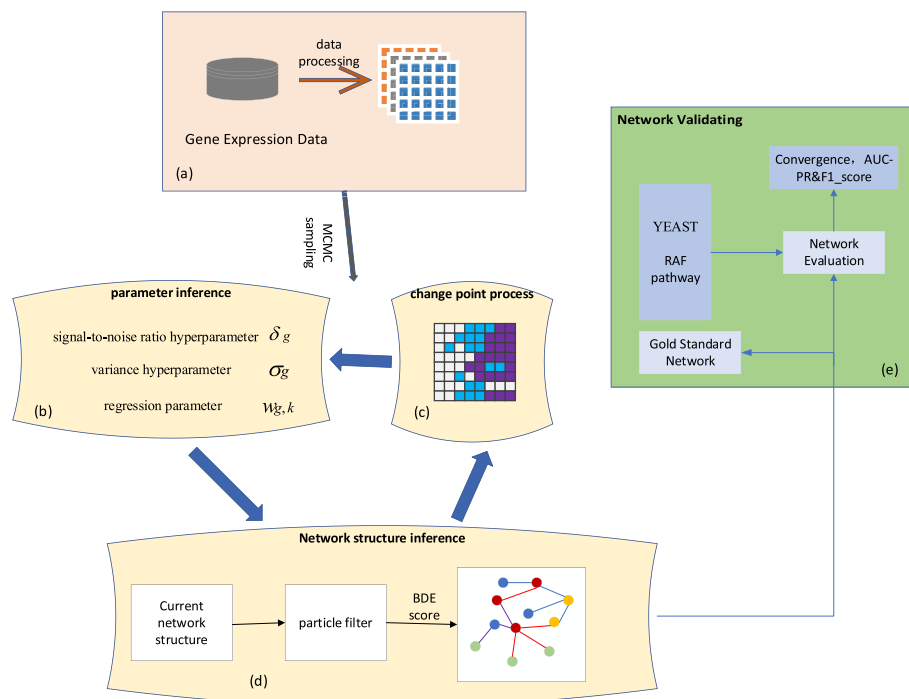 data
processing
Gene Expression Data
(a)
MCMC
sampling
parameter inference
signal-to-noise ratio hyperparameter δ g
variance hyperparameter σg
regression parameter wg, k
(b)
change point process
(c)
Network structure inference
Current
network
structure
particle filter
BDE
score
(d)
Network Validating
Convergence，AUC-
PR&F1_score
YEAST
RAF
pathway
Network
Evaluation
Gold Standard
Network
(e)